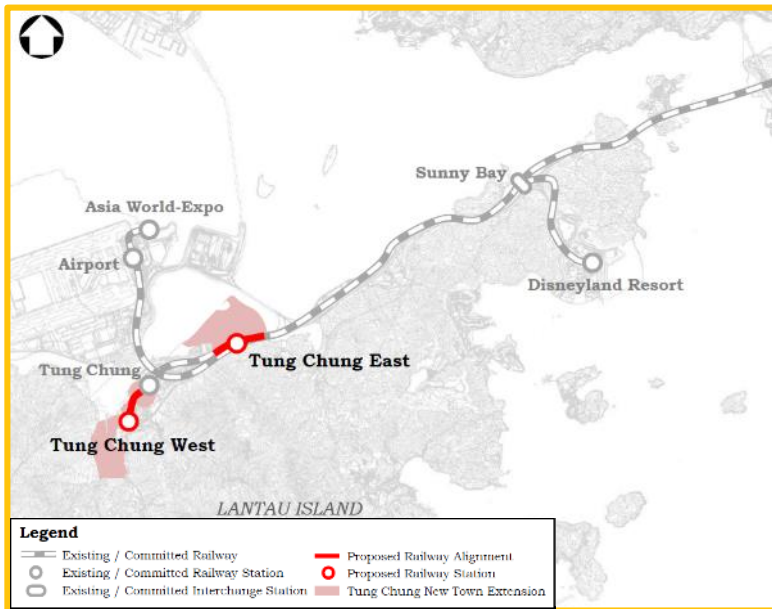 Sunny Bay
Asia World-Expo
Airport
Disneyland Resort
Tung Chung East
Tung Chung
Tung Chung West
LANTAU ISLAND
Legend
Existing / Committed Railway
Existing / Committed Railway Station
Existing / Committed Interchange Station
Proposed Railway Alignment
Proposed Railway Station
Tung Chung New Town Extension